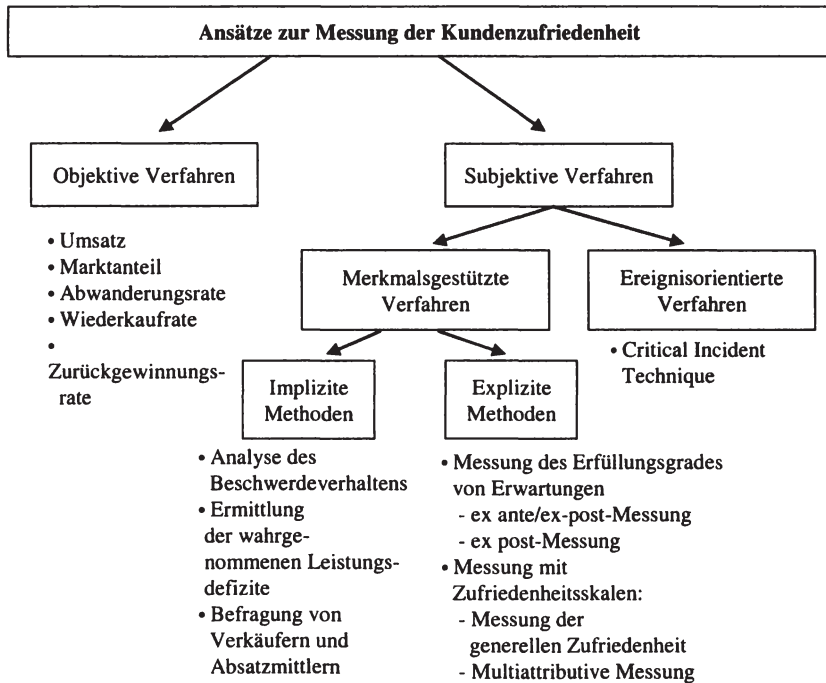 Ansätze zur Messung der Kundenzufriedenheit
Objektive Verfahren
• Umsatz
• Marktanteil
• Abwanderungsrate
• Wiederkaufrate
•
Zurückgewinnungs-
rate
Subjektive Verfahren
Merkmalsgestützte
Verfahren
Implizite
Methoden
• Analyse des
Beschwerdeverhaltens
• Ermittlung
der wahrge-
nommenen Leistungs-
defizite
• Befragung von
Verkäufern und
Absatzmittlern
Explizite
Methoden
• Messung des Erfüllungsgrades
von Erwartungen
- ex ante/ex-post-Messung
- ex post-Messung
• Messung mit
Zufriedenheitsskalen:
- Messung der
generellen Zufriedenheit
- Multiattributive Messung
Ereignisorientierte
Verfahren
• Critical Incident
Technique